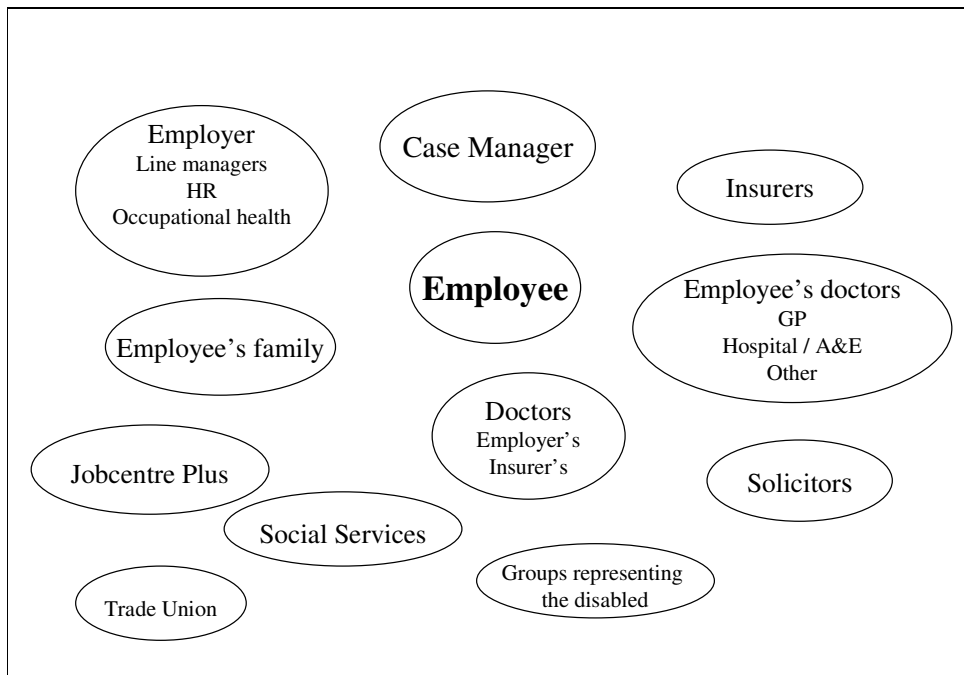 Employer
Line managers
HR
Occupational health
Case Manager
Insurers
Employee
Employee's doctors
GP
Hospital / A&E
Other
Employee's family
Doctors
Employer's
Insurer's
Jobcentre Plus
Solicitors
Social Services
Groups representing
the disabled
Trade Union